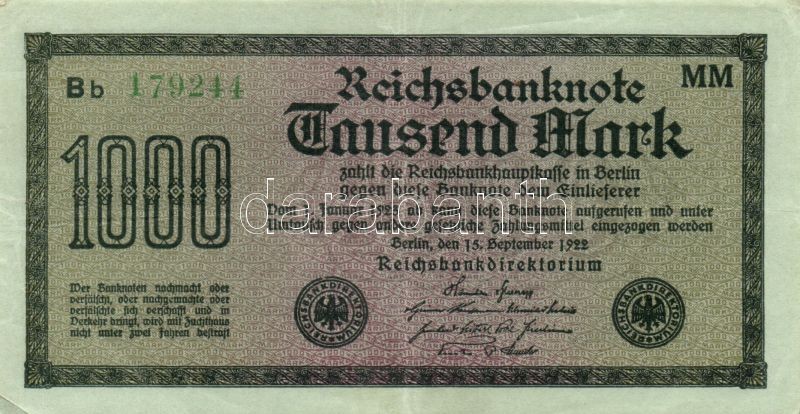 Bb 179244
MM
Reichsbanknote
Tausend Mark
1000
zahlt die Reichsbankhauptkasse in Berlin
gegen diese Banknote dem Einlieferer
Vom 1. Januar 1923 ab kann diese Banknote aufgerufen und unter
Umtausch gegen andere gesetzliche Zahlungsmittel eingezogen werden
Berlin, den 15. September 1922
Reichsbankdirektorium
Wer Banknoten nachmacht oder
verfälscht, oder nachgemachte oder
verfälschte sich verschafft und in
Verkehr bringt, wird mit Zuchthaus
nicht unter zwei Jahren bestraft
REICHSBANKDIREKTORIUM
REICHSBANKDIREKTORIUM
darabanth